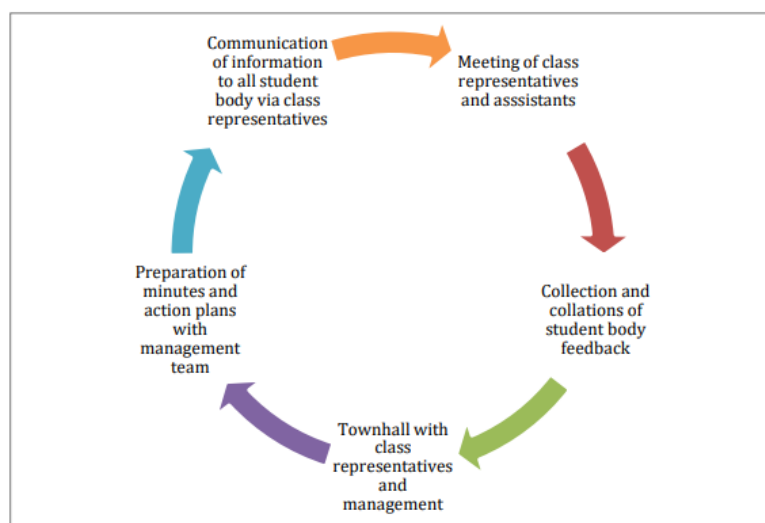 Communication
of information
to all student
body via class
representatives
Meeting of class
representatives
and asssistants
Collection and
collations of
student body
feedback
Townhall with
class
representatives
and
management
Preparation of
minutes and
action plans
with
management
team